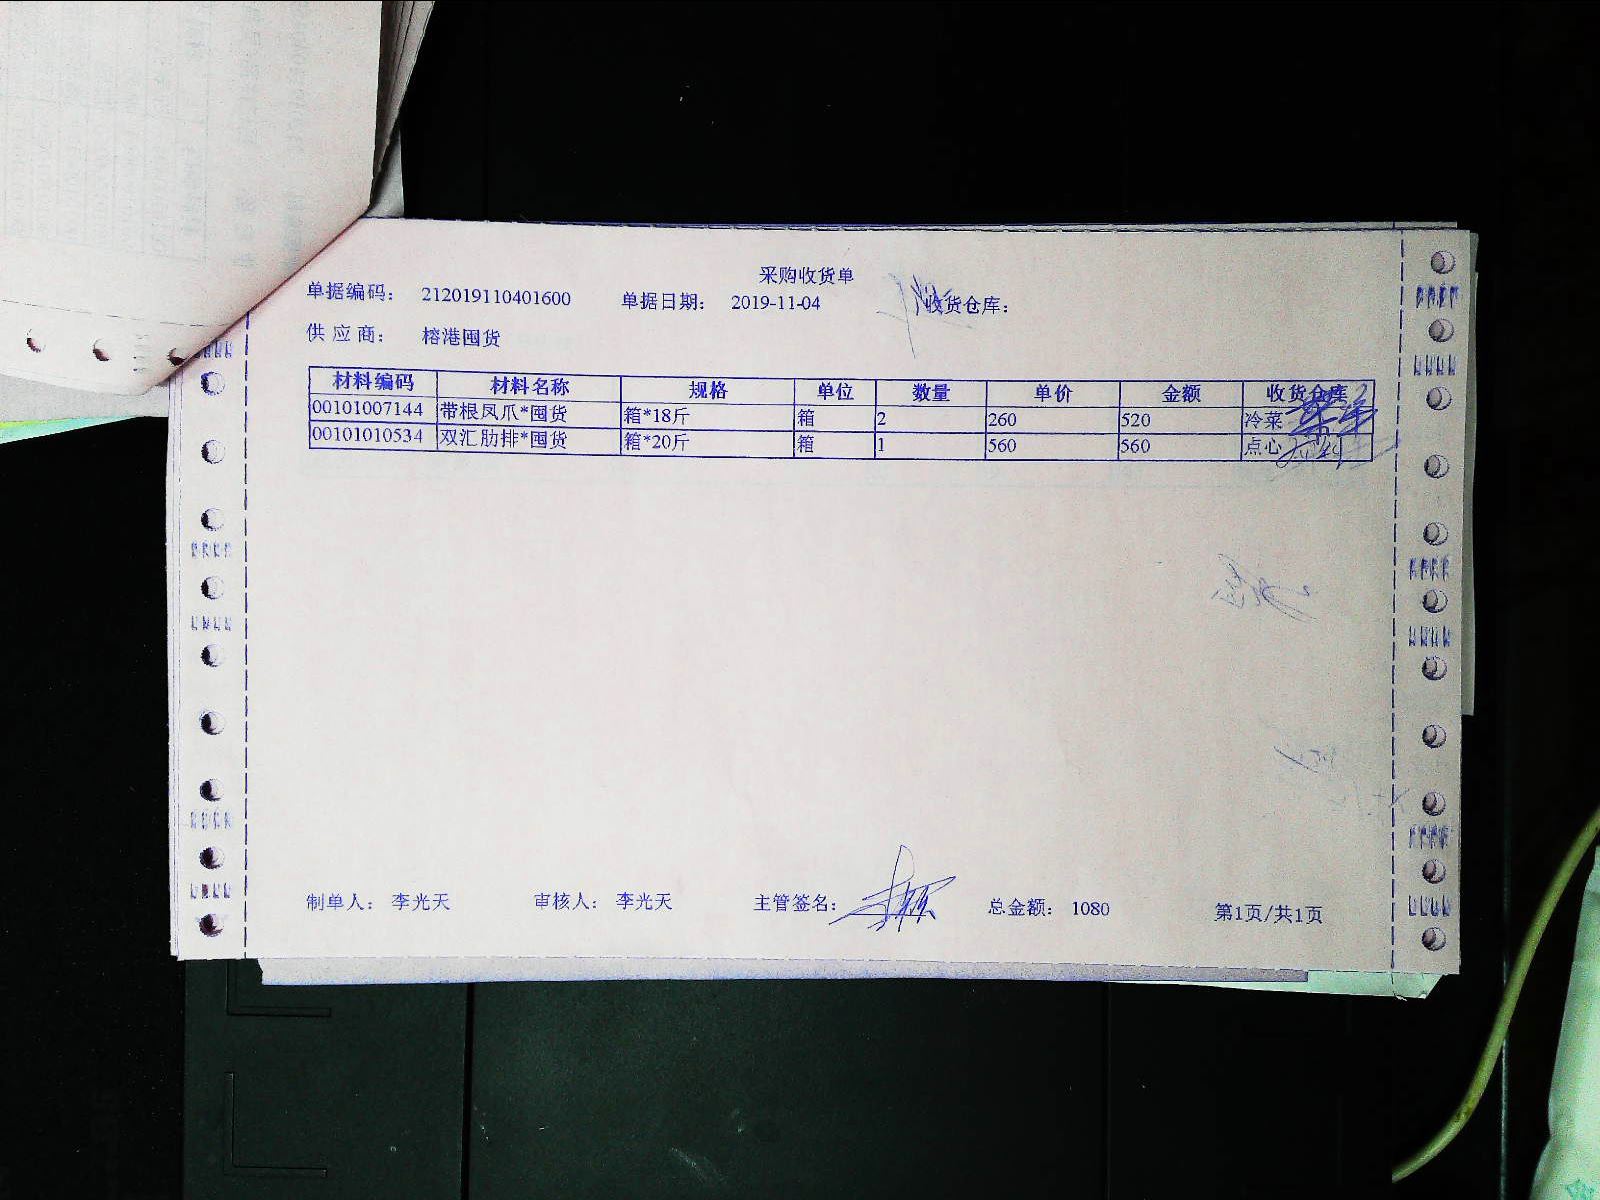 采购收货单
单据编码： 212019110401600 单据日期： 2019-11-04 收货仓库：
供应商： 榕港囤货
材料编码 材料名称 规格 单位 数量 单价 金额 收货仓库
00101007144 带根凤爪*囤货 箱*18斤 箱 2 260 520 冷菜
00101010534 双汇肋排*囤货 箱*20斤 箱 1 560 560 点心
制单人： 李光天 审核人： 李光天 主管签名： 总金额： 1080 第1页/共1页